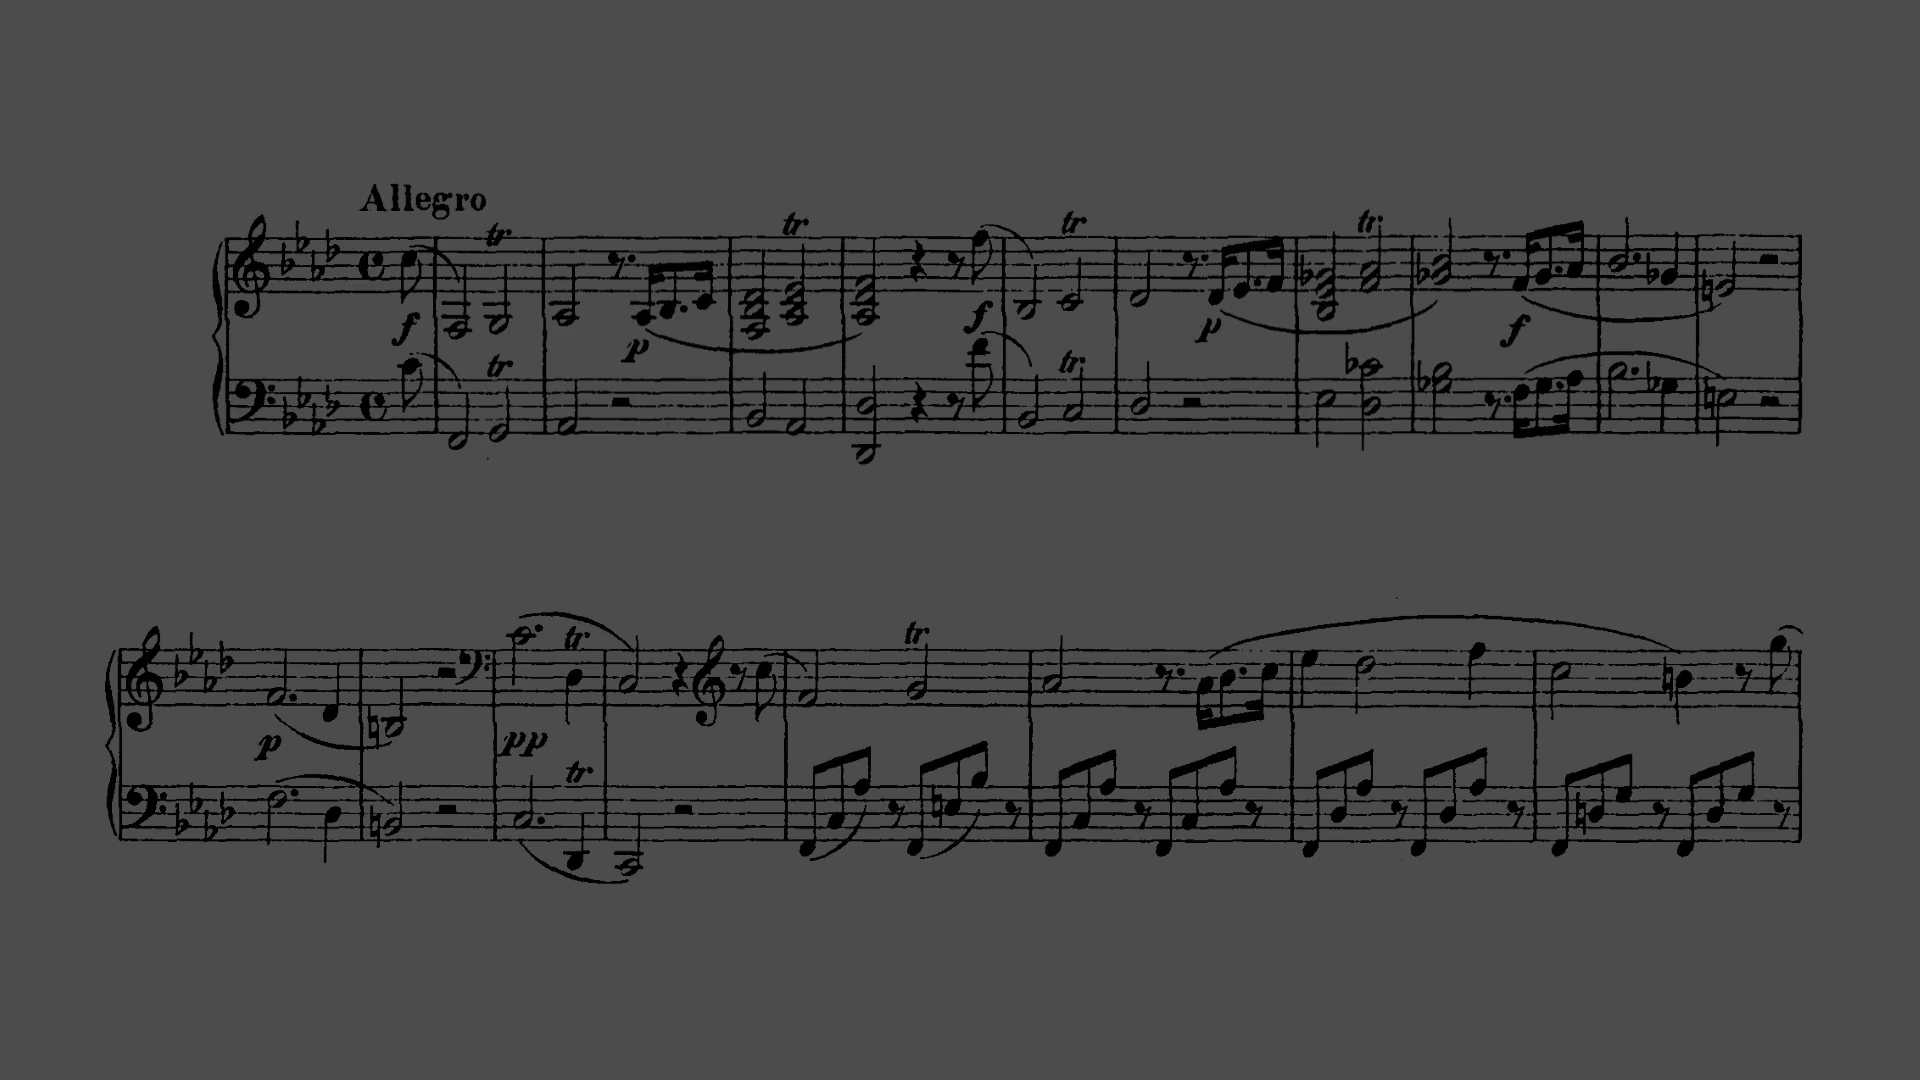 Allegro
tr tr tr tr
f p f p f
tr tr
tr tr
p pp
tr